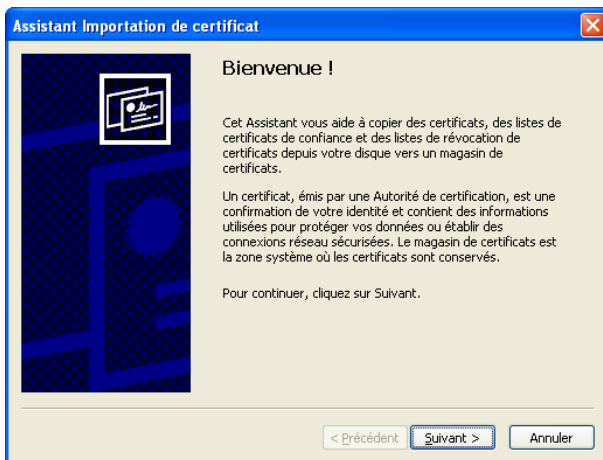 Assistant Importation de certificat
Bienvenue !
Cet Assistant vous aide à copier des certificats, des listes de
certificats de confiance et des listes de révocation de
certificats depuis votre disque vers un magasin de
certificats.
Un certificat, émis par une Autorité de certification, est une
confirmation de votre identité et contient des informations
utilisées pour protéger vos données ou établir des
connexions réseau sécurisées. Le magasin de certificats est
la zone système où les certificats sont conservés.
Pour continuer, cliquez sur Suivant.
< Précédent Suivant > Annuler